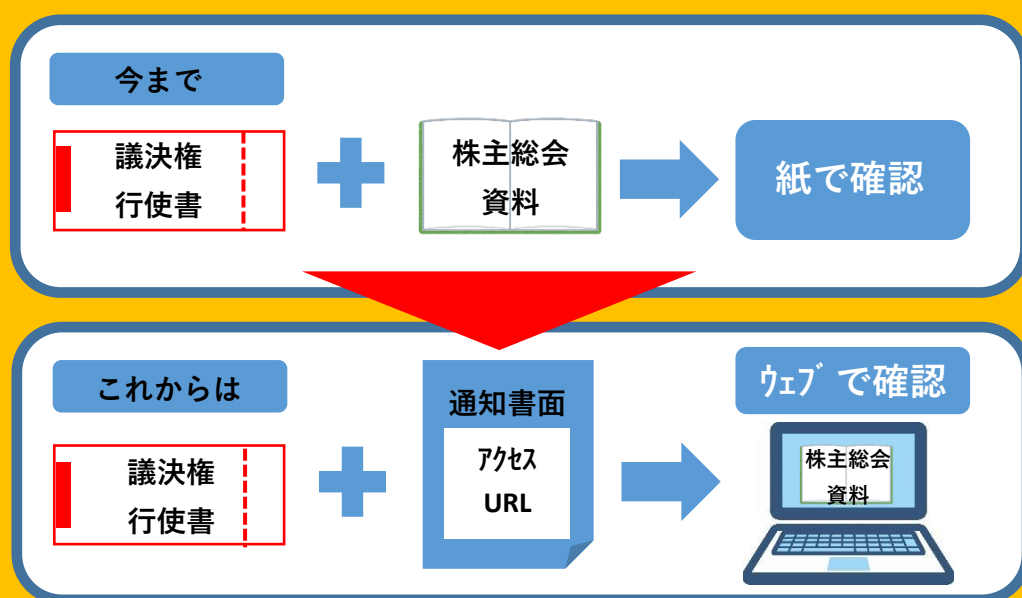 今まで
議決権
行使書
株主総会
資料
紙で確認
これからは
議決権
行使書
通知書面
ｱｸｾｽ
URL
ｳｪﾌﾞで確認
株主総会
資料